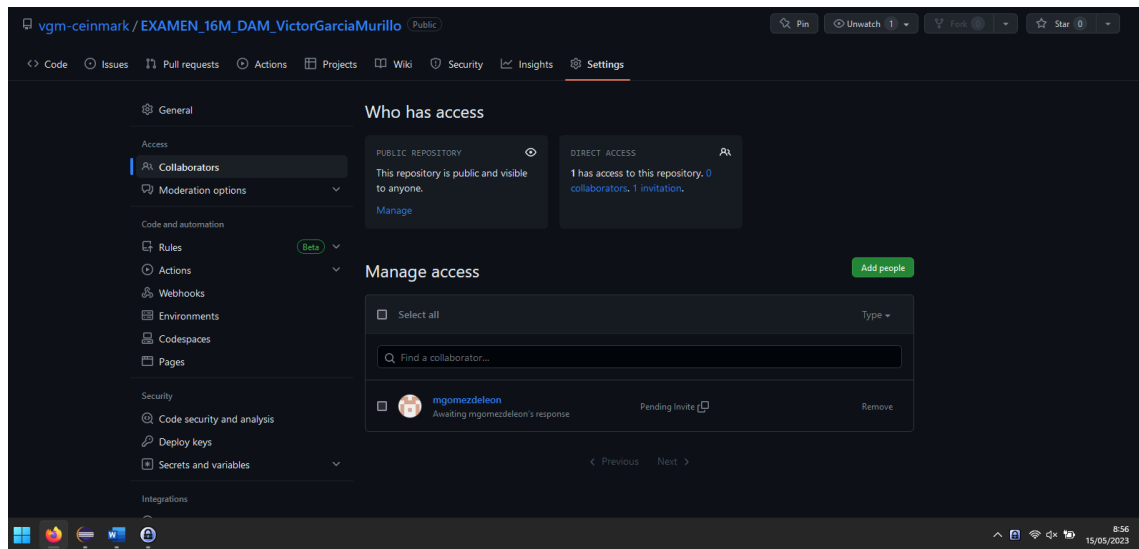 vgm-ceinmark / EXAMEN_16M_DAM_VictorGarciaMurillo Public
Pin
Unwatch 1
Fork 0
Star 0
Code
Issues
Pull requests
Actions
Projects
Wiki
Security
Insights
Settings
General
Access
Collaborators
Moderation options
Code and automation
Rules
Beta
Actions
Webhooks
Environments
Codespaces
Pages
Security
Code security and analysis
Deploy keys
Secrets and variables
Integrations
Who has access
PUBLIC REPOSITORY
This repository is public and visible
to anyone.
Manage
DIRECT ACCESS
1 has access to this repository. 0
collaborators. 1 invitation.
Manage access
Add people
Select all
Type
Find a collaborator...
mgomezdeleon
Awaiting mgomezdeleon's response
Pending Invite
Remove
< Previous
Next >
8:56
15/05/2023